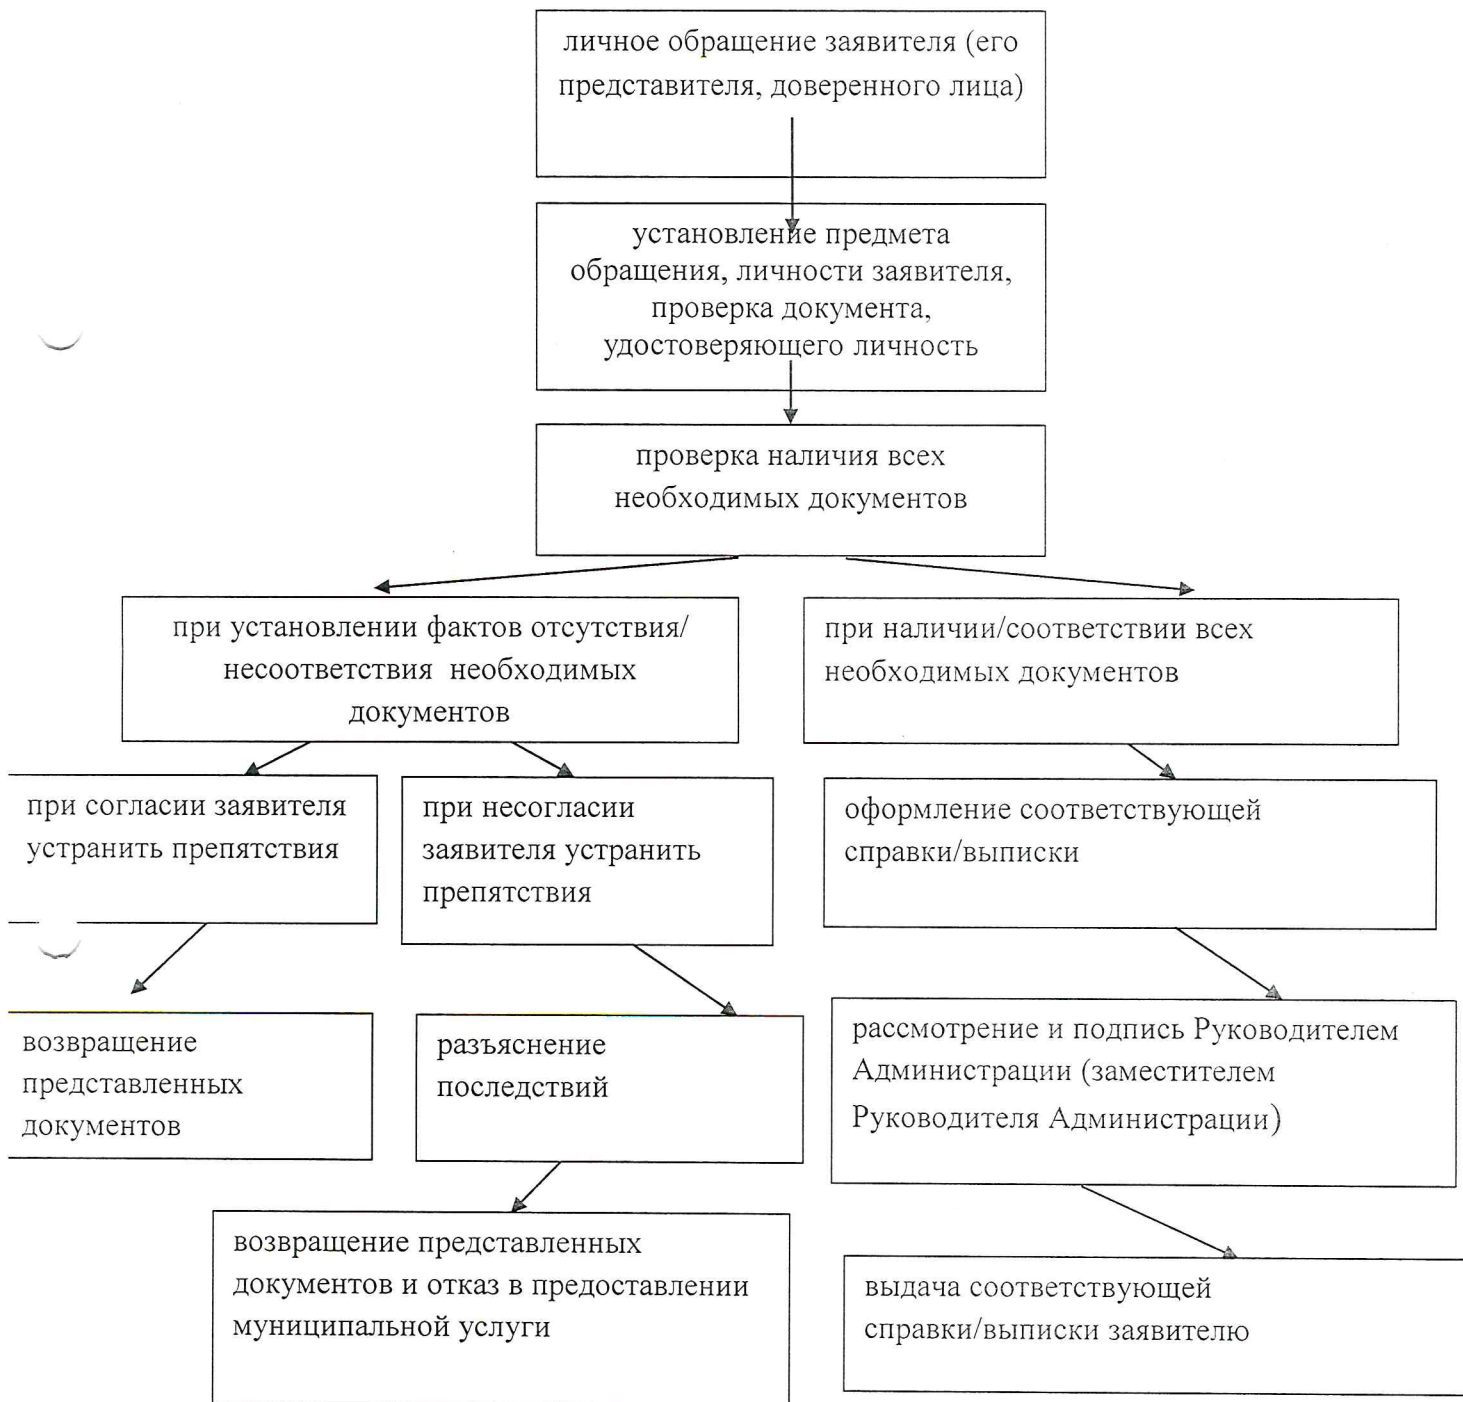 личное обращение заявителя (его
представителя, доверенного лица)
установление предмета
обращения, личности заявителя,
проверка документа,
удостоверяющего личность
проверка наличия всех
необходимых документов
при установлении фактов отсутствия/
несоответствия необходимых
документов
при наличии/соответствии всех
необходимых документов
при согласии заявителя
устранить препятствия
при несогласии
заявителя устранить
препятствия
оформление соответствующей
справки/выписки
возвращение
представленных
документов
разъяснение
последствий
рассмотрение и подпись Руководителем
Администрации (заместителем
Руководителя Администрации)
возвращение представленных
документов и отказ в предоставлении
муниципальной услуги
выдача соответствующей
справки/выписки заявителю